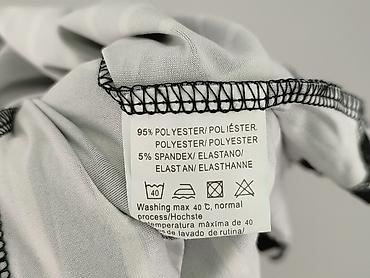 95% POLYESTER/ POLIÉSTER.
POLYESTER/ POLYESTER
5% SPANDEX/ ELASTANO/
ELASTAN/ ELASTHANNE
40
Washing max 40 ℃, normal
process/Hochste
temperatura máxima de 40
de lavado de rutina/